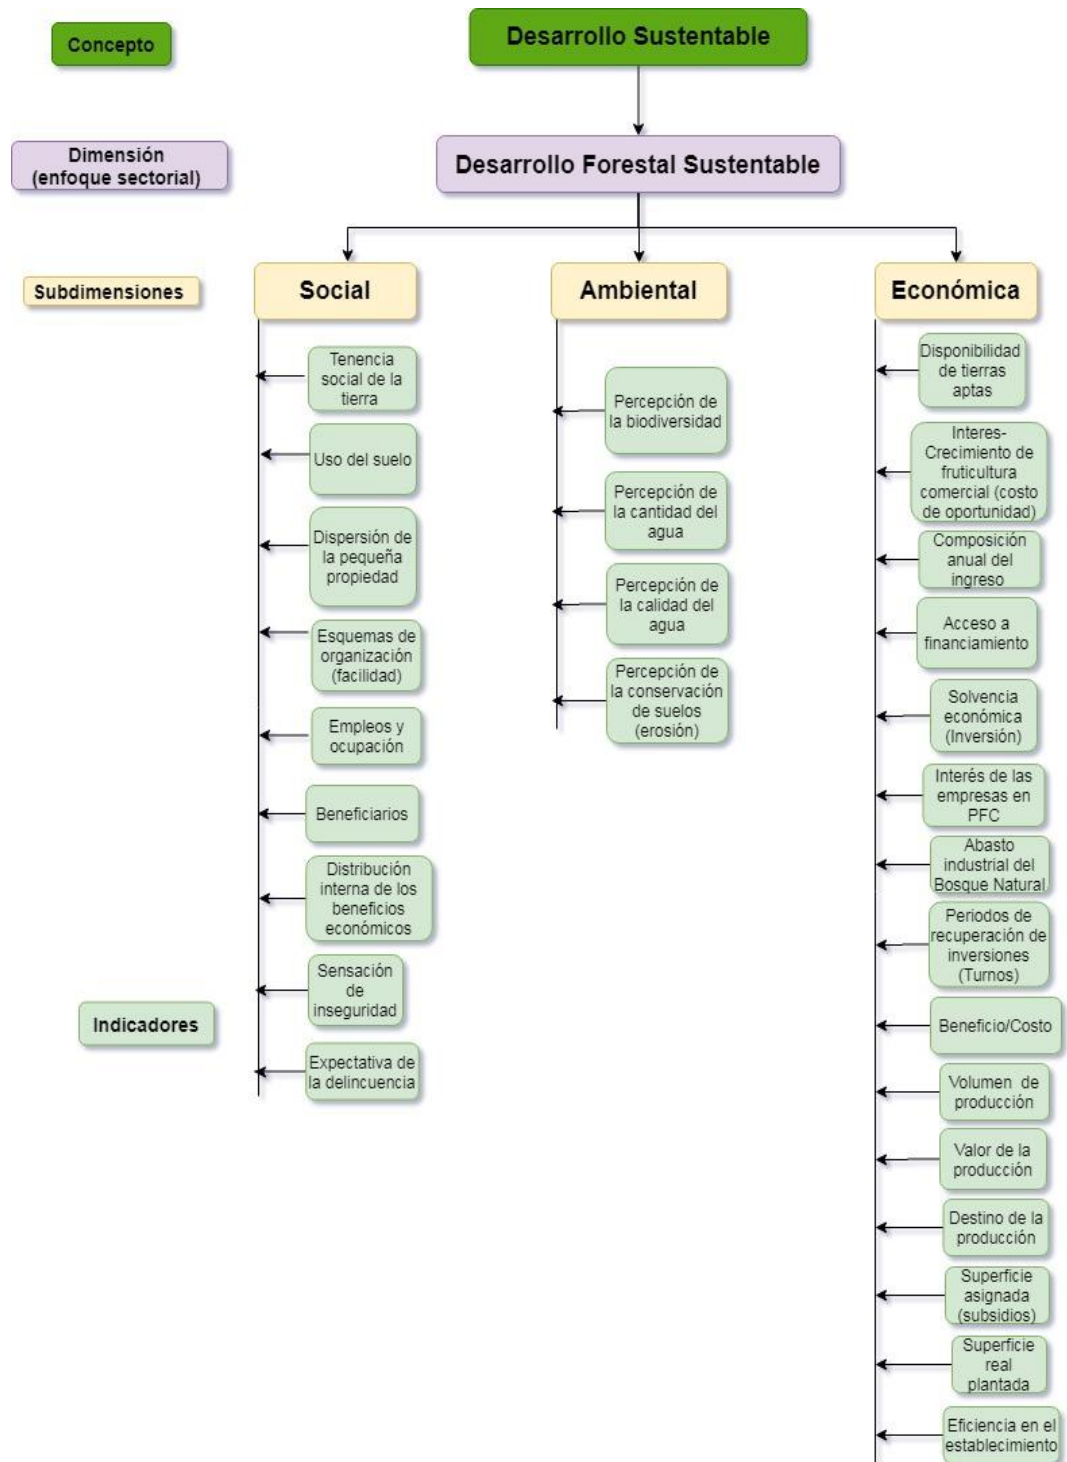 Concepto
Desarrollo Sustentable
Dimensión
(enfoque sectorial)
Desarrollo Forestal Sustentable
Subdimensiones
Social
Ambiental
Económica
Tenencia
social de la
tierra
Uso del suelo
Dispersión de
la pequeña
propiedad
Esquemas de
organización
(facilidad)
Empleos y
ocupación
Beneficiarios
Distribución
interna de los
beneficios
económicos
Sensación
de
inseguridad
Expectativa de
la delincuencia
Percepción de
la biodiversidad
Percepción de
la cantidad del
agua
Percepción de
la calidad del
agua
Percepción de
la conservación
de suelos
(erosión)
Disponibilidad
de tierras
aptas
Interes-
Crecimiento de
fruticultura
comercial (costo
de oportunidad)
Composición
anual del
ingreso
Acceso a
financiamiento
Solvencia
económica
(Inversión)
Interés de las
empresas en
PFC
Abasto
industrial del
Bosque Natural
Periodos de
recuperación de
inversiones
(Turnos)
Beneficio/Costo
Volumen de
producción
Valor de la
producción
Destino de la
producción
Superficie
asignada
(subsidios)
Superficie
real
plantada
Eficiencia en el
establecimiento
Indicadores